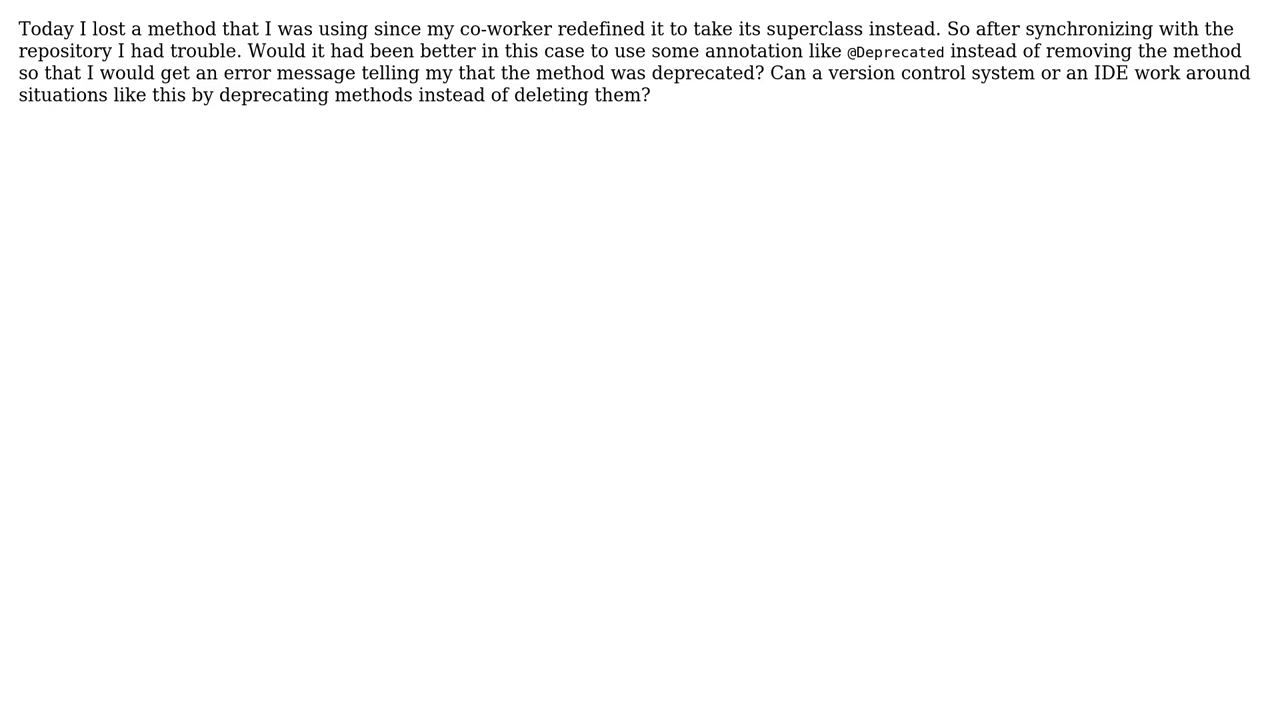 Today I lost a method that I was using since my co-worker redefined it to take its superclass instead. So after synchronizing with the
repository I had trouble. Would it had been better in this case to use some annotation like @Deprecated instead of removing the method
so that I would get an error message telling my that the method was deprecated? Can a version control system or an IDE work around
situations like this by deprecating methods instead of deleting them?